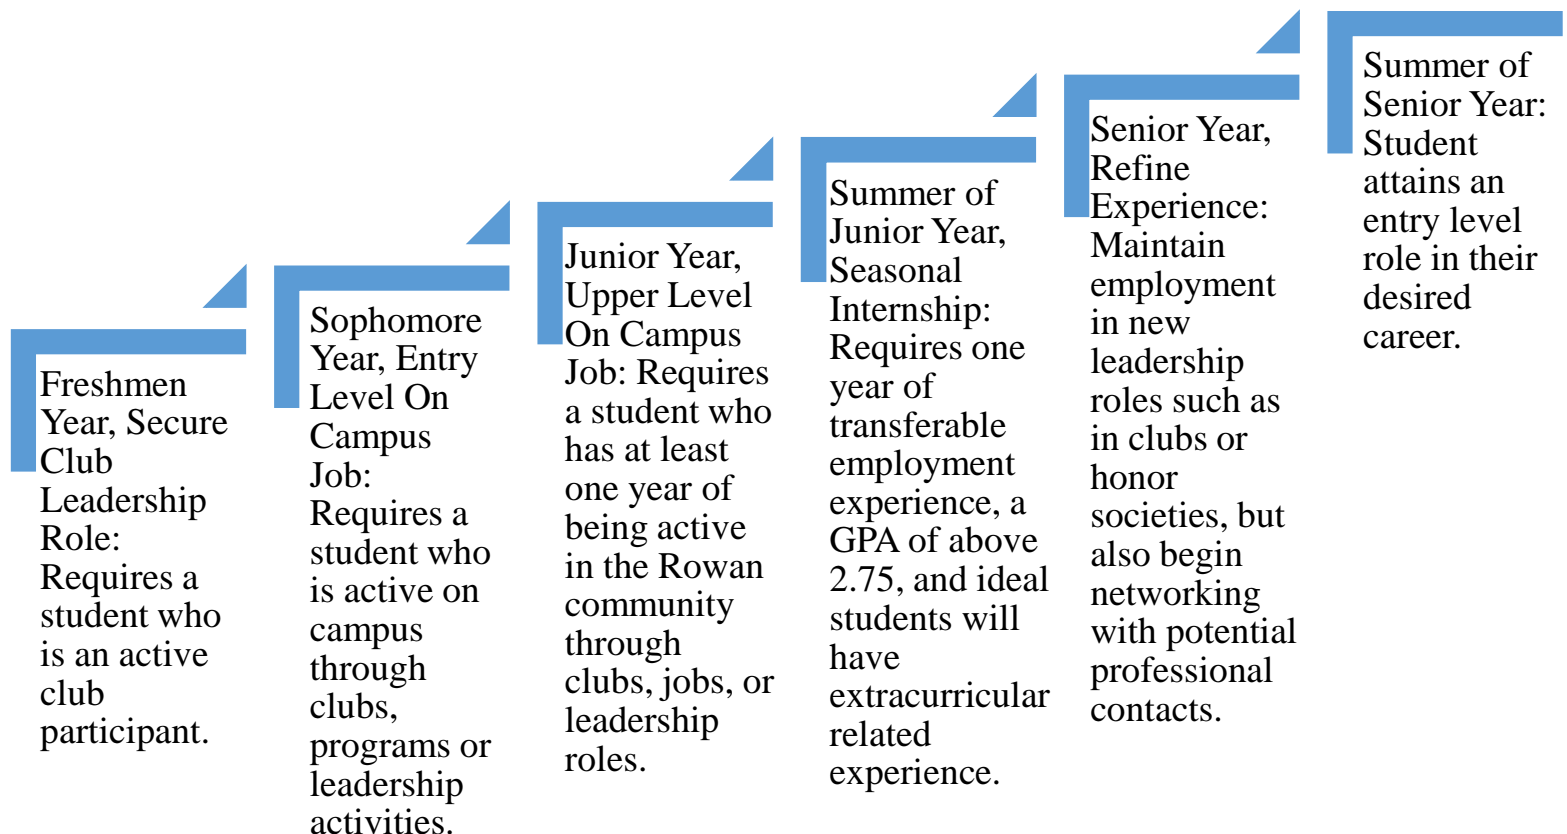 Freshmen
Year, Secure
Club
Leadership
Role:
Requires a
student who
is an active
club
participant.
Sophomore
Year, Entry
Level On
Campus
Job:
Requires a
student who
is active on
campus
through
clubs,
programs or
leadership
activities.
Junior Year,
Upper Level
On Campus
Job: Requires
a student who
has at least
one year of
being active
in the Rowan
community
through
clubs, jobs, or
leadership
roles.
Summer of
Junior Year,
Seasonal
Internship:
Requires one
year of
transferable
employment
experience, a
GPA of above
2.75, and ideal
students will
have
extracurricular
related
experience.
Senior Year,
Refine
Experience:
Maintain
employment
in new
leadership
roles such as
in clubs or
honor
societies, but
also begin
networking
with potential
professional
contacts.
Summer of
Senior Year:
Student
attains an
entry level
role in their
desired
career.